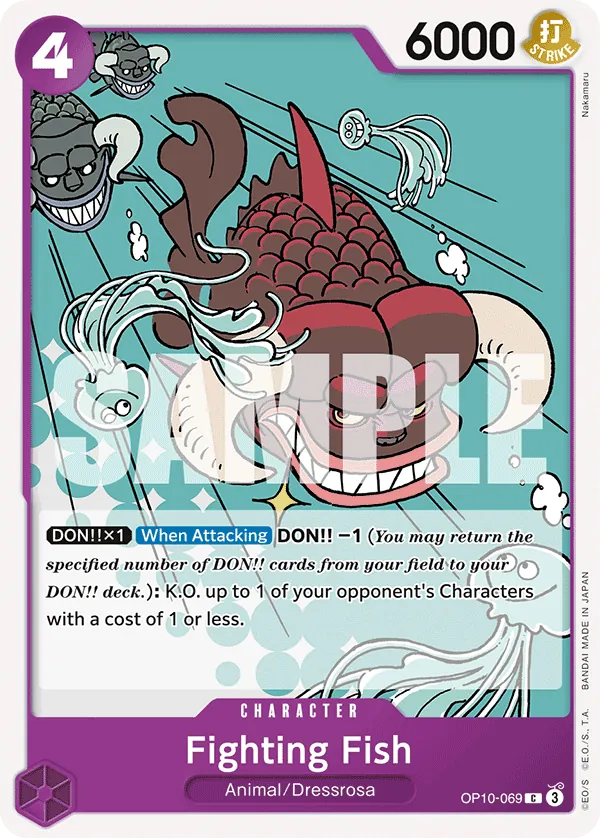 4
6000
打
STRIKE
Nakamaru
SAMPLE
DON!!×1 When Attacking DON!! −1 (You may return the
specified number of DON!! cards from your field to your
DON!! deck.): K.O. up to 1 of your opponent's Characters
with a cost of 1 or less.
©EO/S ©E.O./S., T.A. BANDAI MADE IN JAPAN
CHARACTER
Fighting Fish
Animal/Dressrosa
OP10-069 C 3